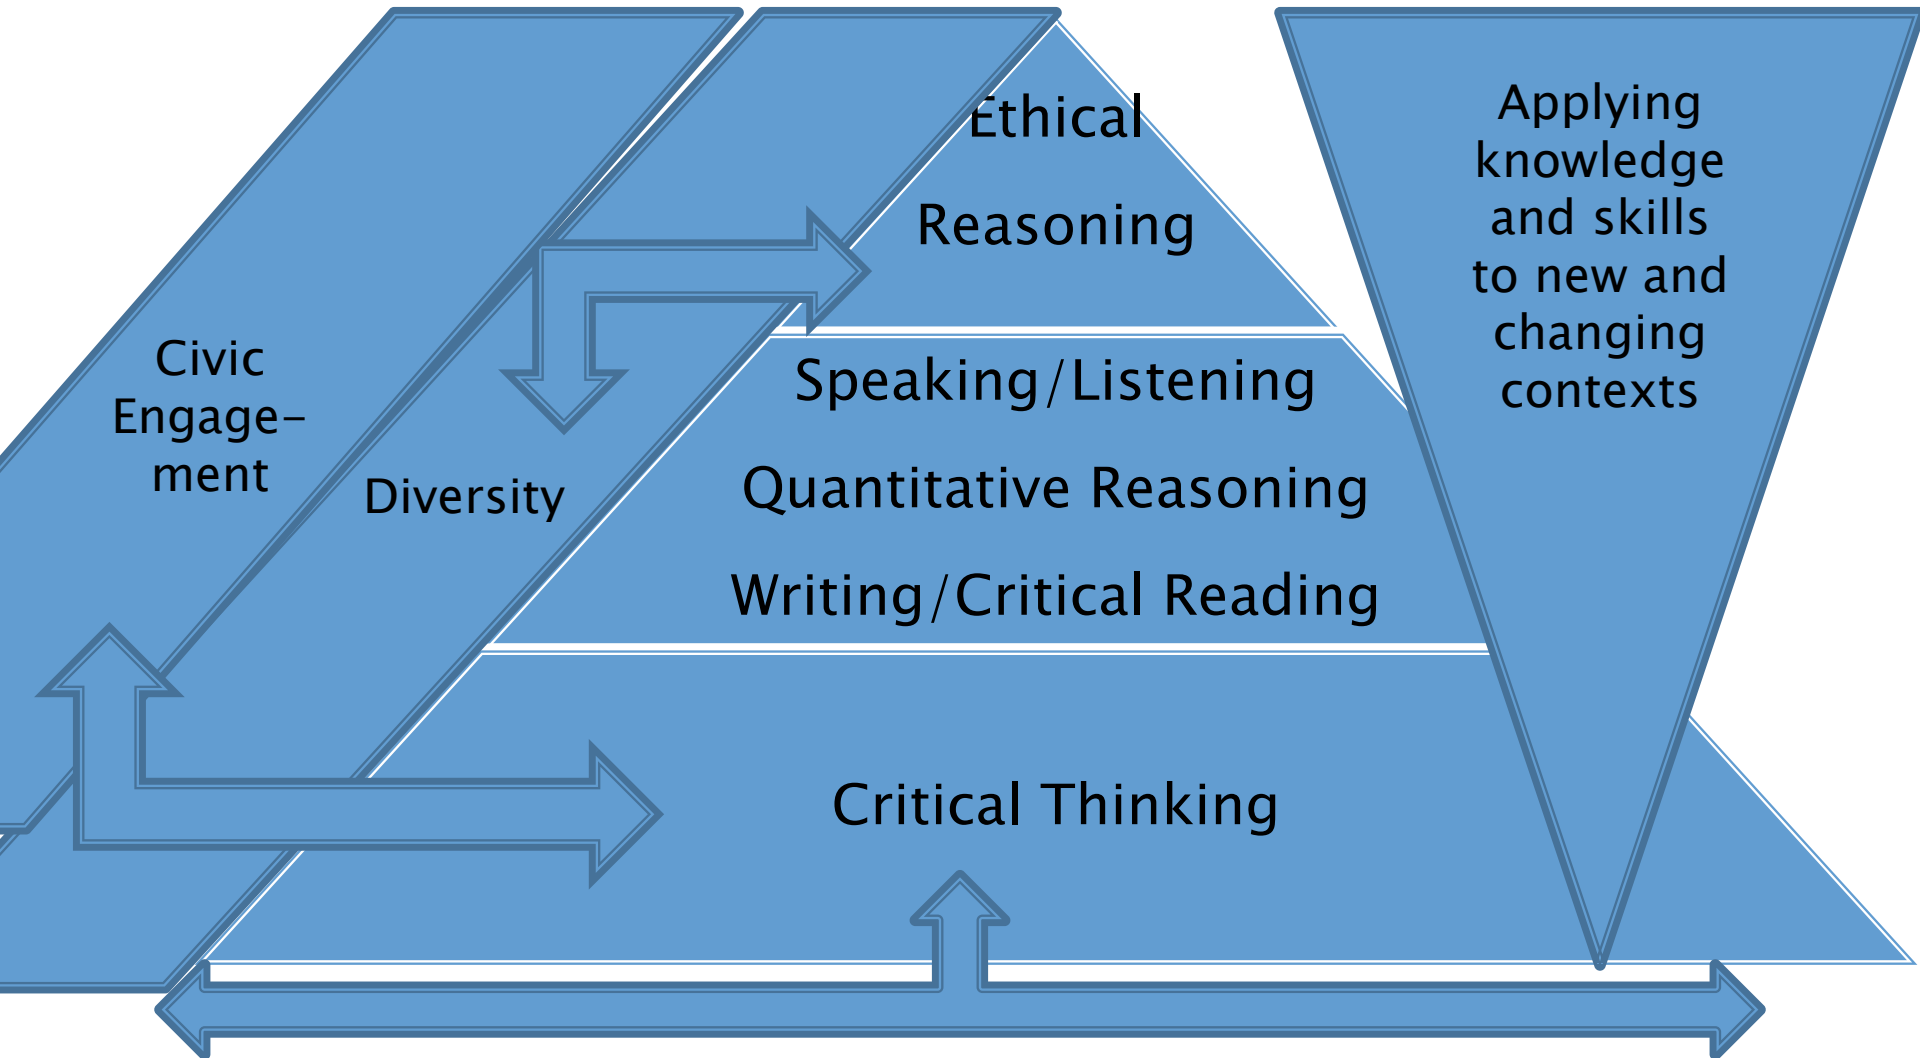 Civic
Engage-
ment
Diversity
Ethical
Reasoning
Speaking/Listening
Quantitative Reasoning
Writing/Critical Reading
Critical Thinking
Applying
knowledge
and skills
to new and
changing
contexts